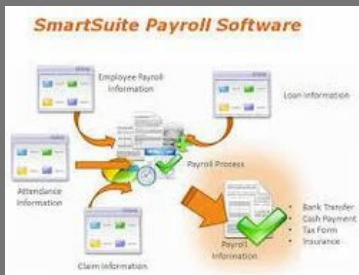 SmartSuite Payroll Software
Employee Payroll
Information
Loan Information
Payroll Process
Attendance
Information
Bank Transfer
Cash Payment
Tax Form
Insurance
Payroll
Information
Claim Information